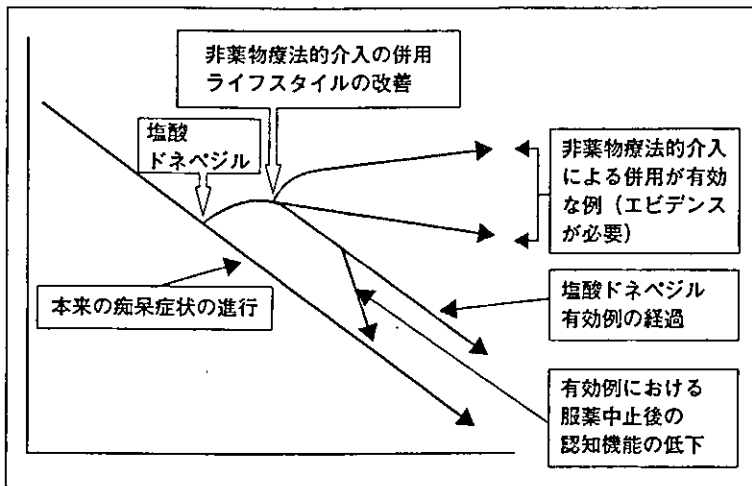 非薬物療法的介入の併用
ライフスタイルの改善
塩酸
ドネペジル
非薬物療法的介入
による併用が有効
な例（エビデンス
が必要）
本来の痴呆症状の進行
塩酸ドネペジル
有効例の経過
有効例における
服薬中止後の
認知機能の低下